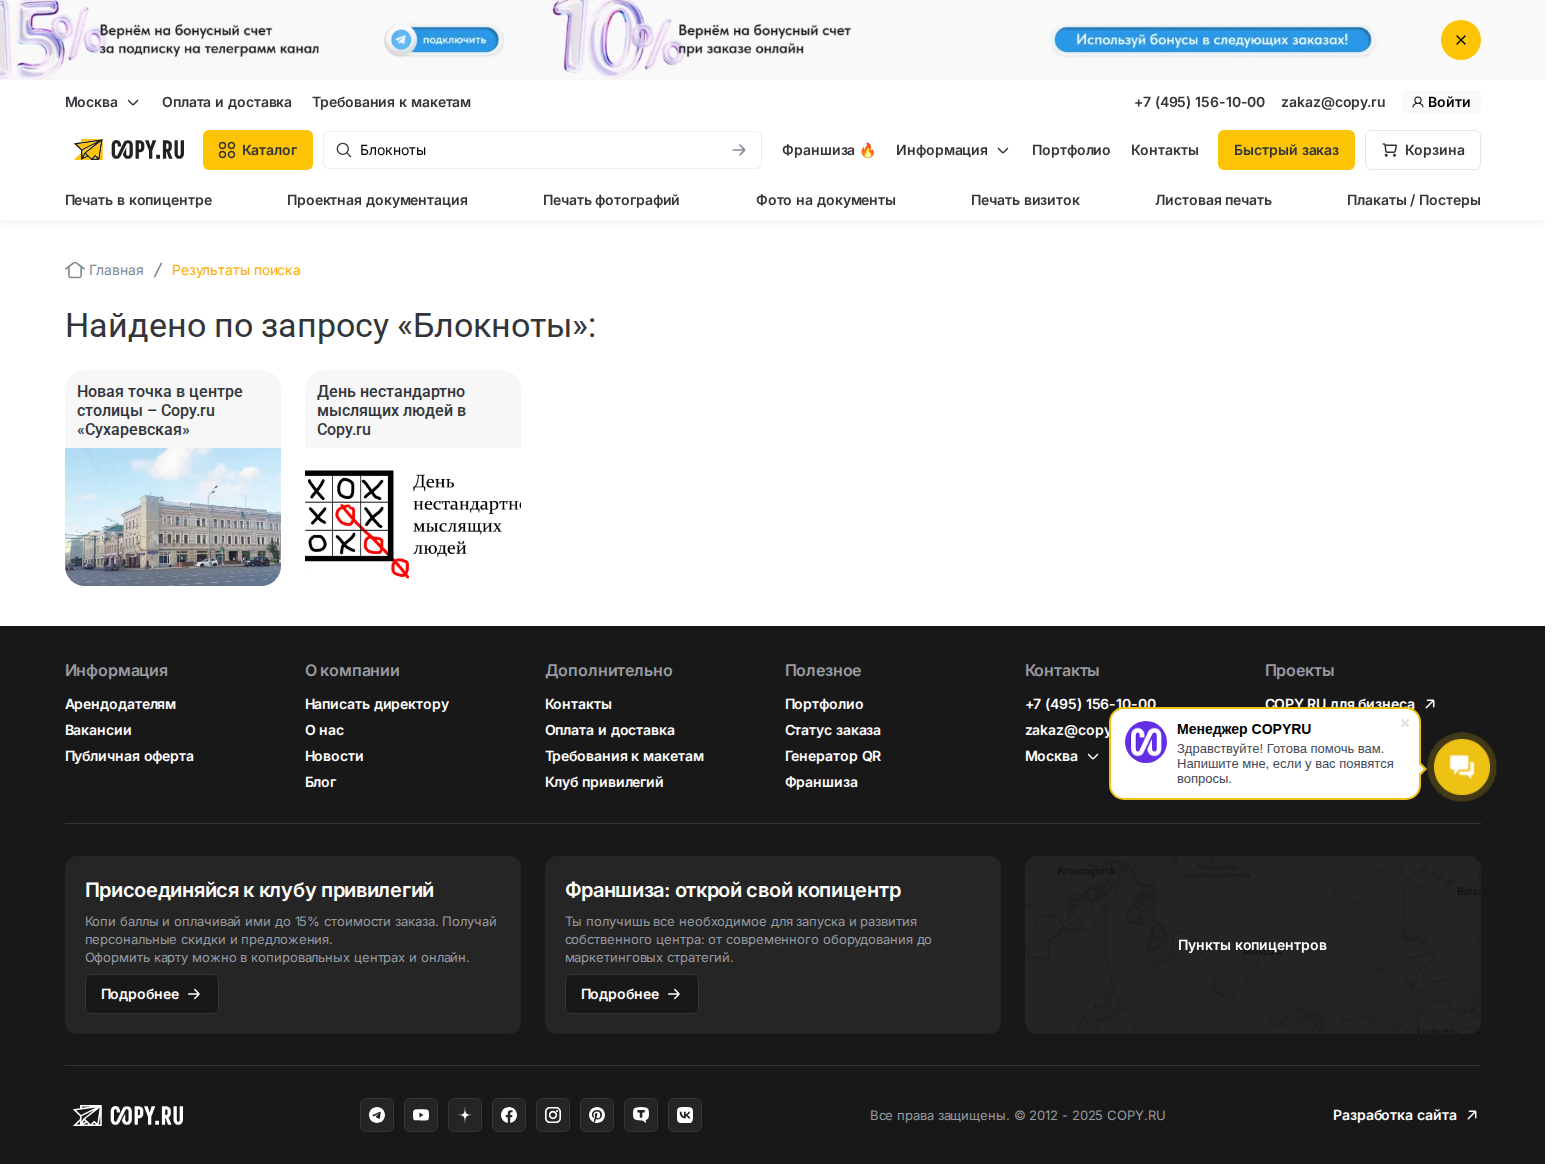 15%
Вернём на бонусный счет
за подписку на телеграмм канал
подключить
10%
Вернём на бонусный счет
при заказе онлайн
Используй бонусы в следующих заказах!
Москва
Оплата и доставка
Требования к макетам
+7 (495) 156-10-00
zakaz@copy.ru
Войти
COPY.RU
Каталог
Блокноты
Франшиза 🔥
Информация
Портфолио
Контакты
Быстрый заказ
Корзина
Печать в копицентре
Проектная документация
Печать фотографий
Фото на документы
Печать визиток
Листовая печать
Плакаты / Постеры
Главная / Результаты поиска
Найдено по запросу «Блокноты»:
Новая точка в центре
столицы – Copy.ru
«Сухаревская»
День нестандартно
мыслящих людей в
Copy.ru
День
нестандартно
мыслящих
людей
Информация
Арендодателям
Вакансии
Публичная оферта
О компании
Написать директору
О нас
Новости
Блог
Дополнительно
Контакты
Оплата и доставка
Требования к макетам
Клуб привилегий
Полезное
Портфолио
Статус заказа
Генератор QR
Франшиза
Контакты
+7 (495) 156-10-00
zakaz@copy
Москва
Проекты
COPY.RU для бизнеса
Менеджер COPYRU
Здравствуйте! Готова помочь вам.
Напишите мне, если у вас появятся
вопросы.
Присоединяйся к клубу привилегий
Копи баллы и оплачивай ими до 15% стоимости заказа. Получай
персональные скидки и предложения.
Оформить карту можно в копировальных центрах и онлайн.
Подробнее
Франшиза: открой свой копицентр
Ты получишь все необходимое для запуска и развития
собственного центра: от современного оборудования до
маркетинговых стратегий.
Подробнее
Krasnogorsk
Пункты копицентров
COPY.RU
Все права защищены. © 2012 - 2025 COPY.RU
Разработка сайта